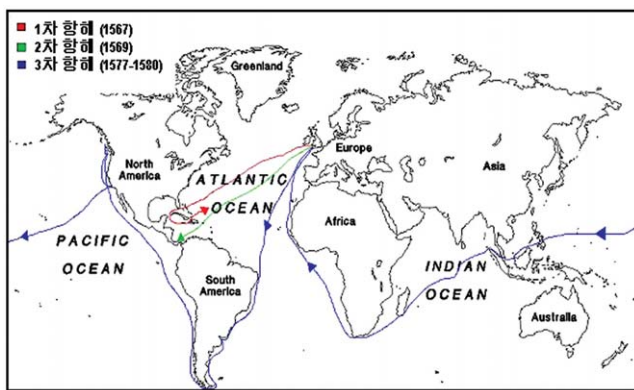 1차 항해 (1567)
2차 항해 (1569)
3차 항해 (1577-1580)
Greenland
North
America
Europe
Asia
ATLANTIC
OCEAN
Africa
PACIFIC
OCEAN
South
America
INDIAN
OCEAN
Australia